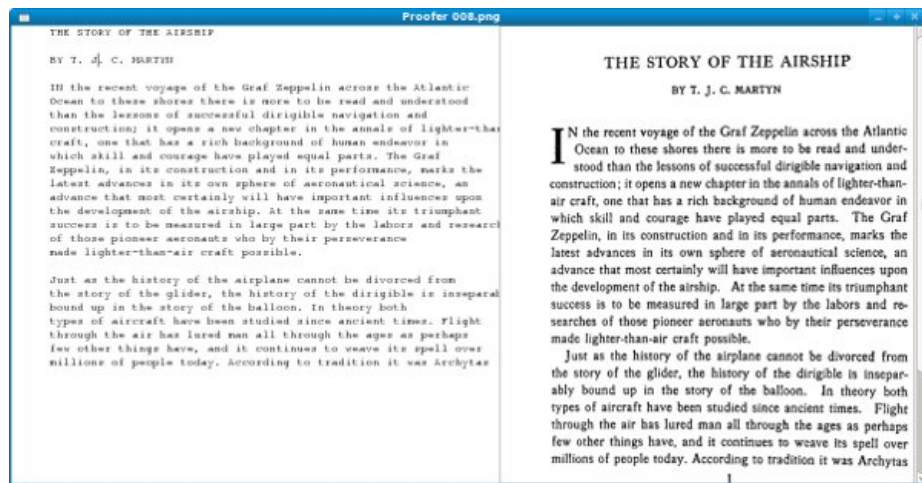 Proofer 008.png
THE STORY OF THE AIRSHIP
BY T. J. C. MARTYN
IN the recent voyage of the Graf Zeppelin across the Atlantic
Ocean to these shores there is more to be read and understood
than the lessons of successful dirigible navigation and
construction; it opens a new chapter in the annals of lighter-than
craft, one that has a rich background of human endeavor in
which skill and courage have played equal parts. The Graf
Zeppelin, in its construction and in its performance, marks the
latest advances in its own sphere of aeronautical science, an
advance that most certainly will have important influences upon
the development of the airship. At the same time its triumphant
success is to be measured in large part by the labors and research
of those pioneer aeronauts who by their perseverance
made lighter-than-air craft possible.
Just as the history of the airplane cannot be divorced from
the story of the glider, the history of the dirigible is inseparab
bound up in the story of the balloon. In theory both
types of aircraft have been studied since ancient times. Flight
through the air has lured man all through the ages as perhaps
few other things have, and it continues to weave its spell over
millions of people today. According to tradition it was Archytas
THE STORY OF THE AIRSHIP
BY T. J. C. MARTYN
IN the recent voyage of the Graf Zeppelin across the Atlantic
Ocean to these shores there is more to be read and under-
stood than the lessons of successful dirigible navigation and
construction; it opens a new chapter in the annals of lighter-than-
air craft, one that has a rich background of human endeavor in
which skill and courage have played equal parts. The Graf
Zeppelin, in its construction and in its performance, marks the
latest advances in its own sphere of aeronautical science, an
advance that most certainly will have important influences upon
the development of the airship. At the same time its triumphant
success is to be measured in large part by the labors and re-
searches of those pioneer aeronauts who by their perseverance
made lighter-than-air craft possible.
Just as the history of the airplane cannot be divorced from
the story of the glider, the history of the dirigible is insepar-
ably bound up in the story of the balloon. In theory both
types of aircraft have been studied since ancient times. Flight
through the air has lured man all through the ages as perhaps
few other things have, and it continues to weave its spell over
millions of people today. According to tradition it was Archytas
1